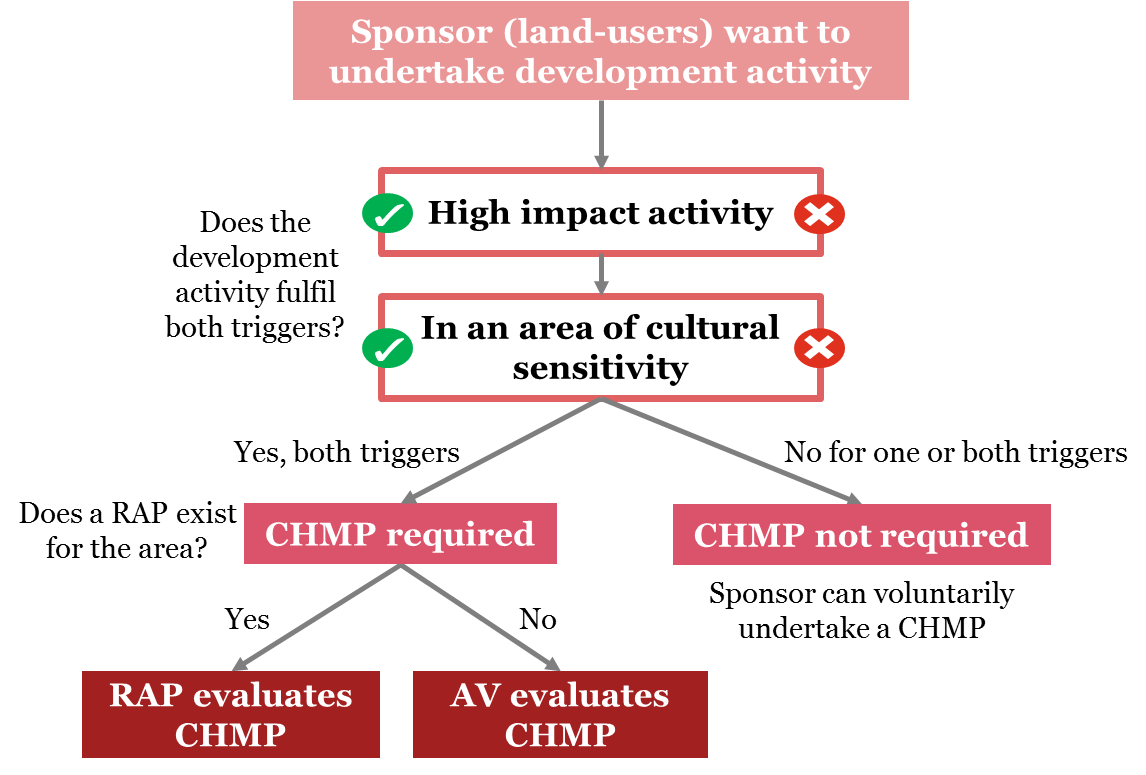 Sponsor (land-users) want to
undertake development activity
High impact activity
Does the
development
activity fulfil
both triggers?
In an area of cultural
sensitivity
Yes, both triggers
No for one or both triggers
Does a RAP exist
for the area?
CHMP required
CHMP not required
Sponsor can voluntarily
undertake a CHMP
Yes
No
RAP evaluates
CHMP
AV evaluates
CHMP